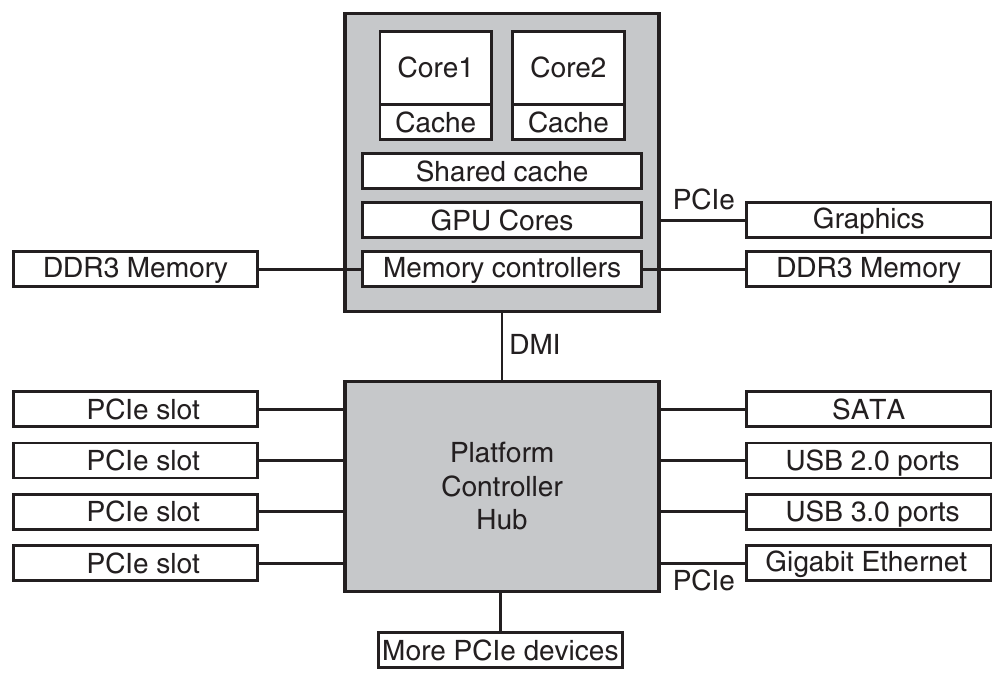 Core1
Core2
Cache
Cache
Shared cache
PCIe
GPU Cores
Graphics
DDR3 Memory
Memory controllers
DDR3 Memory
DMI
PCIe slot
SATA
PCIe slot
Platform
Controller
Hub
USB 2.0 ports
PCIe slot
USB 3.0 ports
PCIe slot
Gigabit Ethernet
PCIe
More PCIe devices